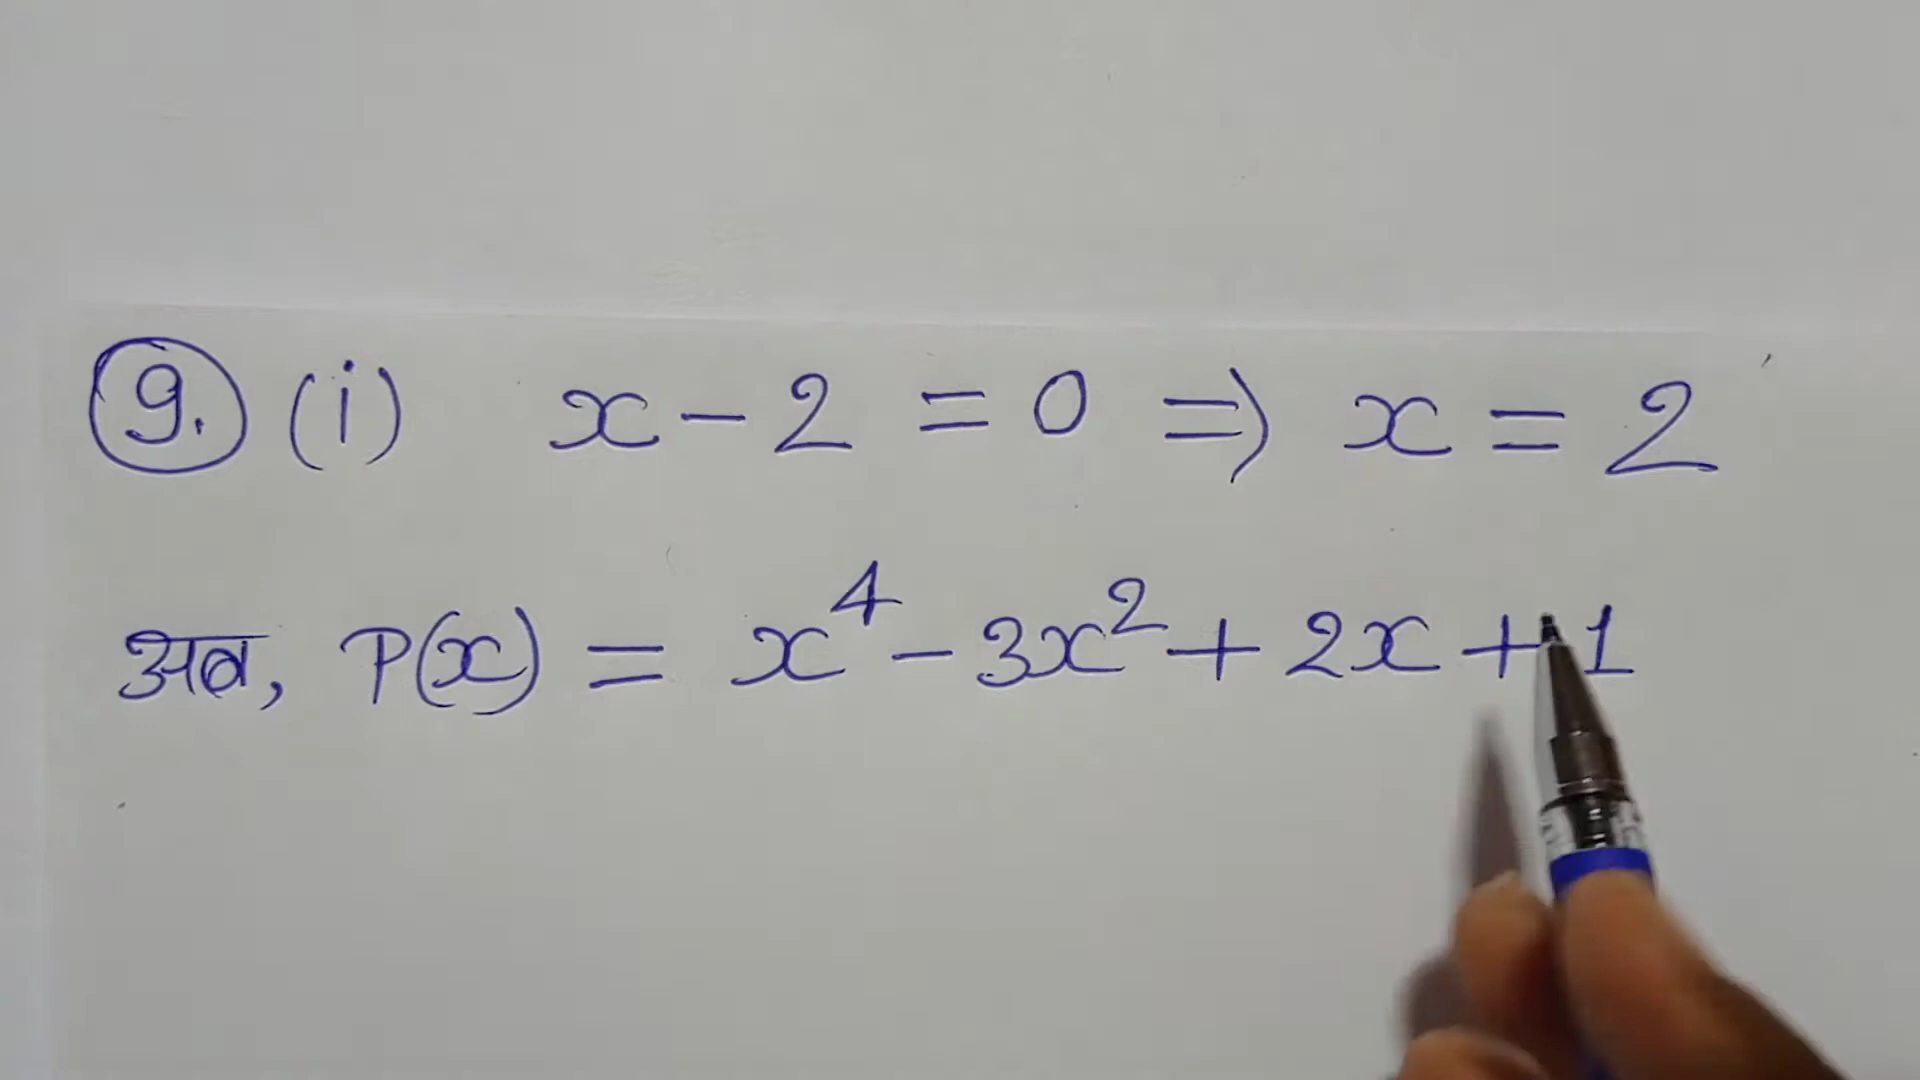 9. (i) x - 2 = 0 => x = 2
अब, P(x) = x⁴ - 3x² + 2x + 1